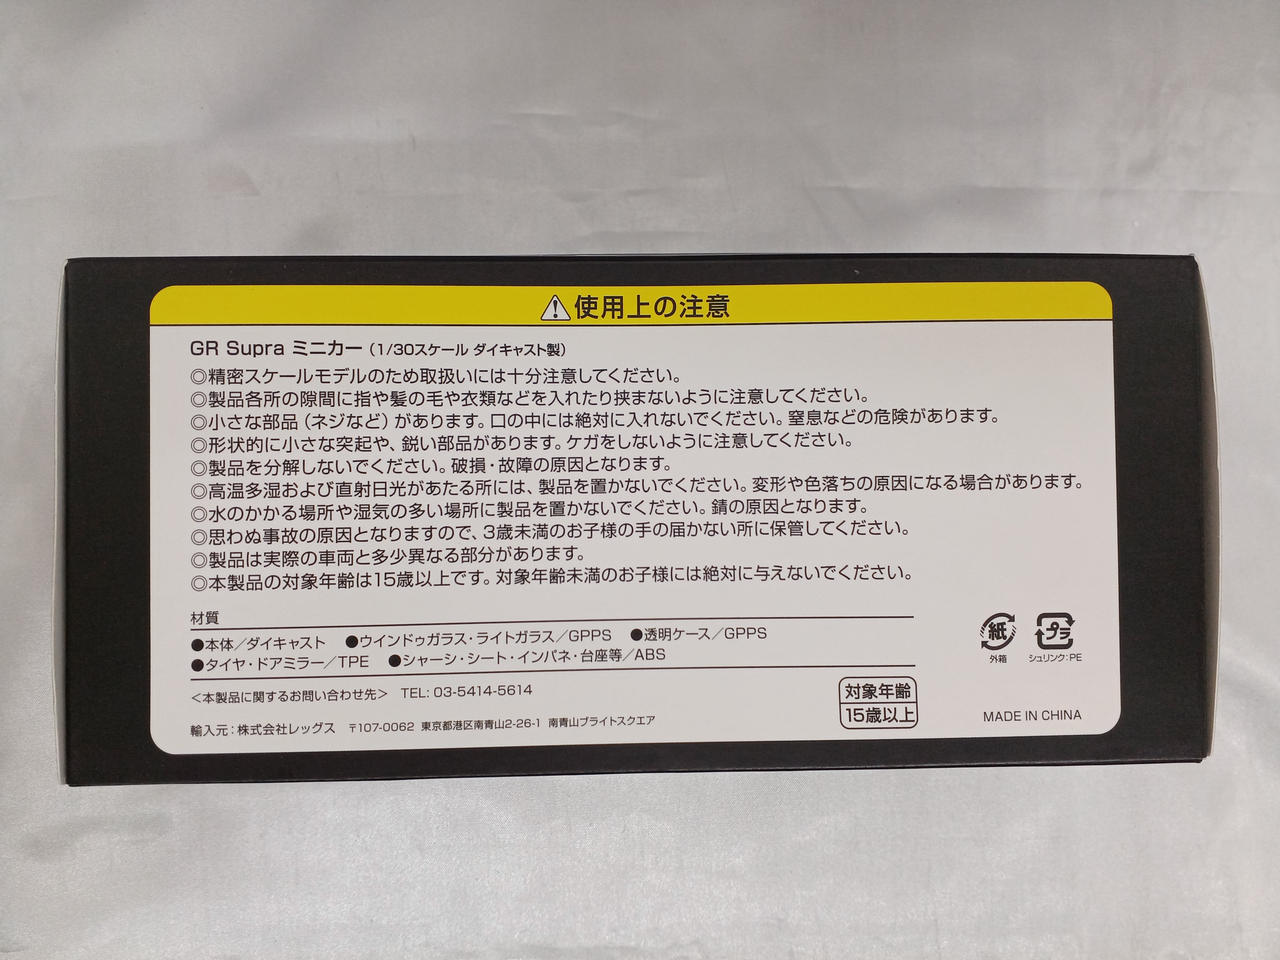 ⚠使用上の注意
GR Supra ミニカー（1/30スケール ダイキャスト製）
◎精密スケールモデルのため取扱いには十分注意してください。
◎製品各所の隙間に指や髪の毛や衣類などを入れたり挟まないように注意してください。
◎小さな部品（ネジなど）があります。口の中には絶対に入れないでください。窒息などの危険があります。
◎形状的に小さな突起や、鋭い部品があります。ケガをしないように注意してください。
◎製品を分解しないでください。破損・故障の原因となります。
◎高温多湿および直射日光があたる所には、製品を置かないでください。変形や色落ちの原因になる場合があります。
◎水のかかる場所や湿気の多い場所に製品を置かないでください。錆の原因となります。
◎思わぬ事故の原因となりますので、3歳未満のお子様の手の届かない所に保管してください。
◎製品は実際の車両と多少異なる部分があります。
◎本製品の対象年齢は15歳以上です。対象年齢未満のお子様には絶対に与えないでください。
材質
●本体／ダイキャスト ●ウインドゥガラス・ライトガラス／GPPS ●透明ケース／GPPS
●タイヤ・ドアミラー／TPE ●シャーシ・シート・インパネ・台座等／ABS
＜本製品に関するお問い合わせ先＞ TEL: 03-5414-5614
輸入元：株式会社レッグス 〒107-0062 東京都港区南青山2-26-1 南青山ブライトスクエア
対象年齢
15歳以上
紙
外箱
プラ
シュリンク：PE
MADE IN CHINA